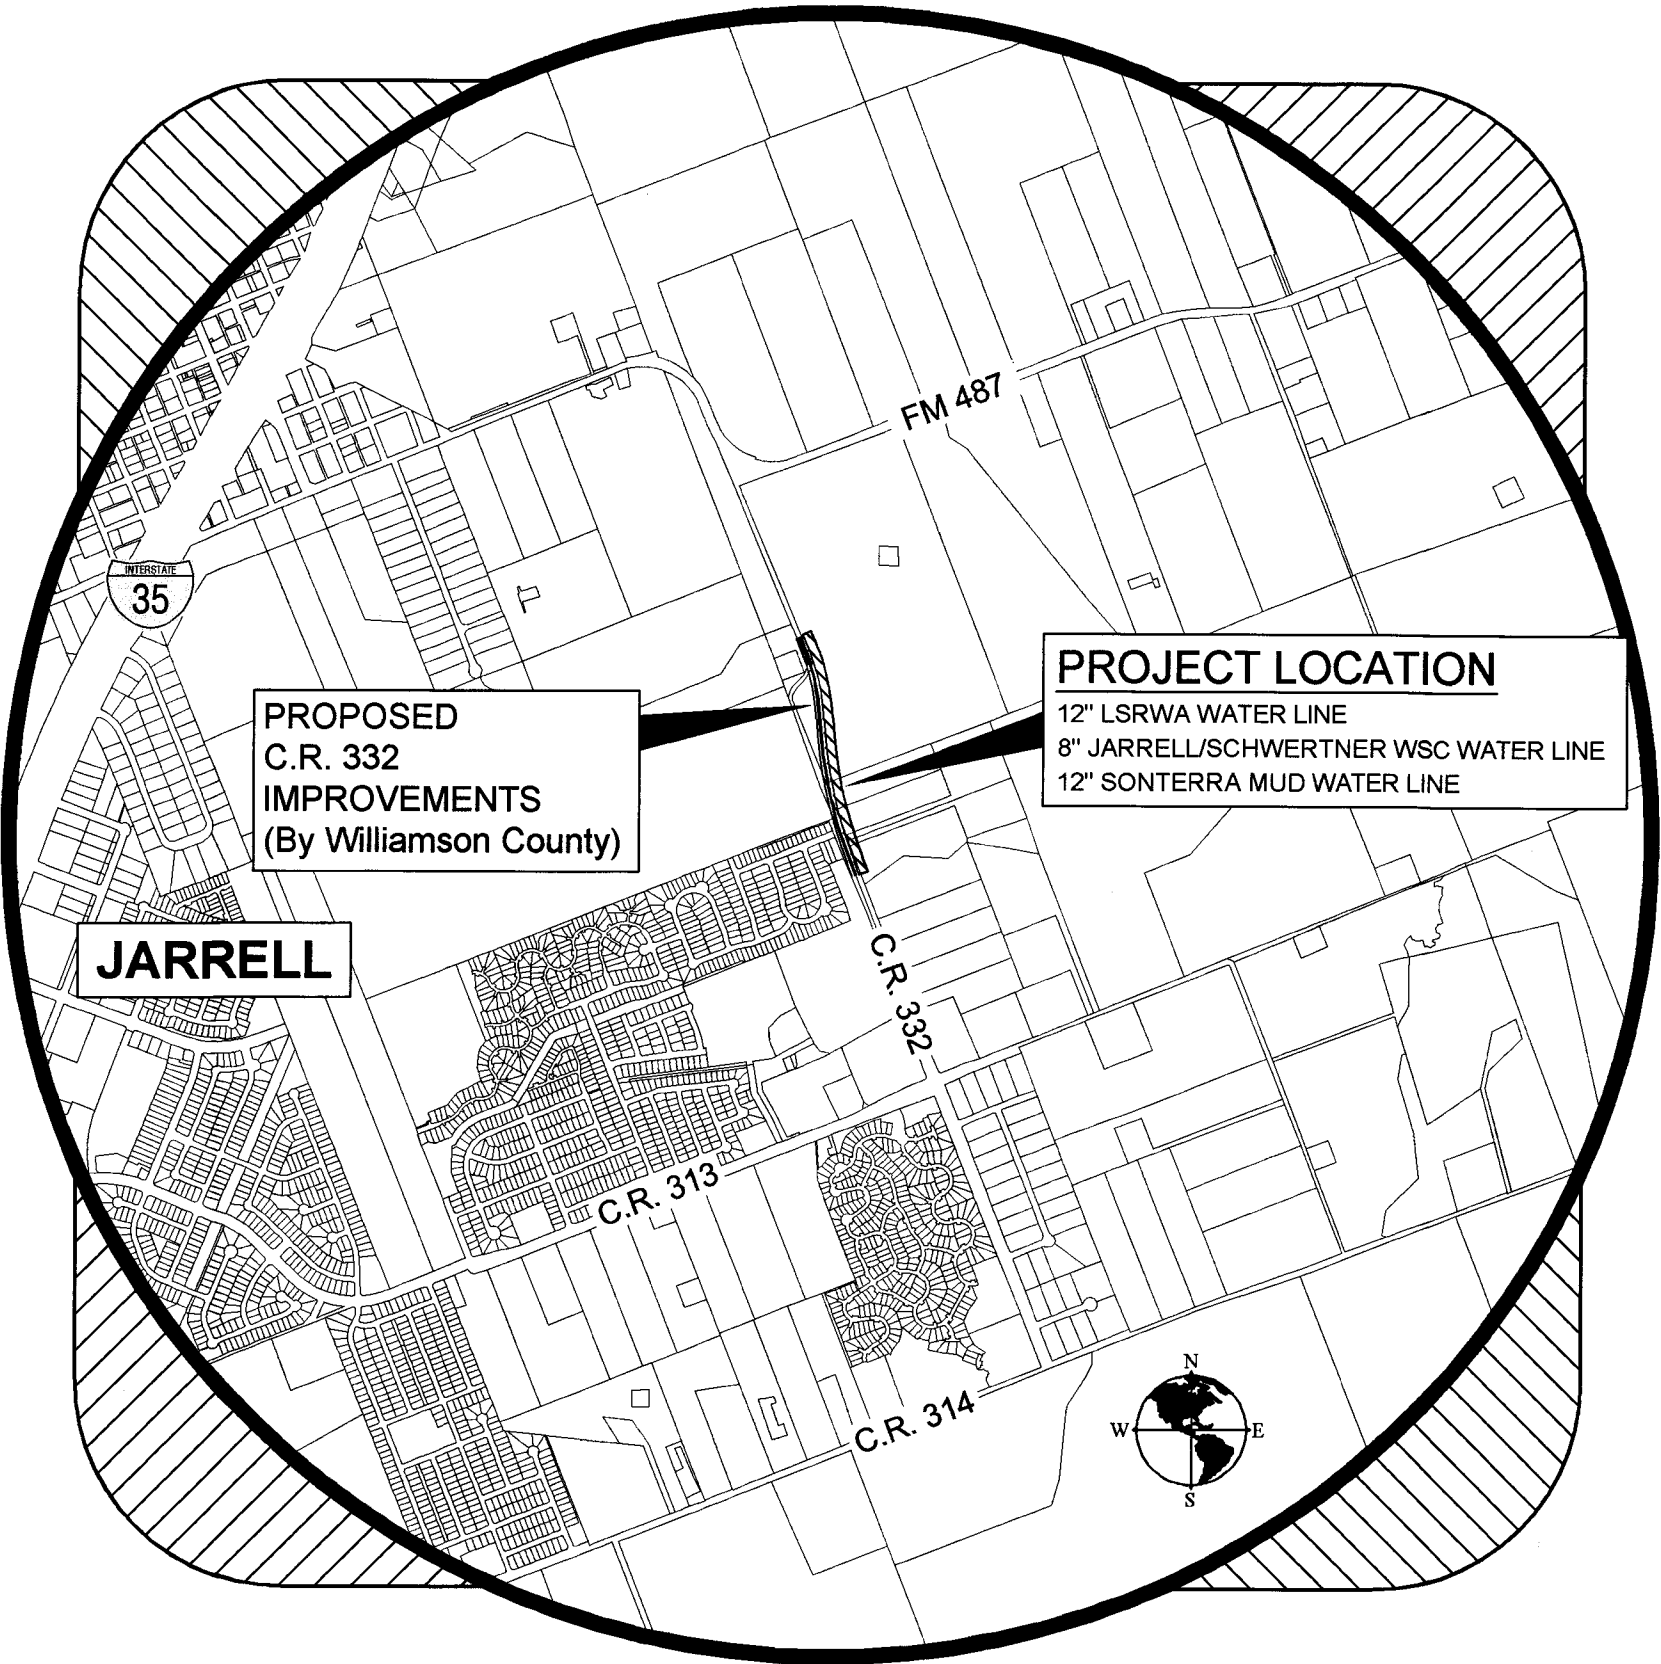 FM 487
INTERSTATE
35
PROJECT LOCATION
12" LSRWA WATER LINE
8" JARRELL/SCHWERTNER WSC WATER LINE
12" SONTERRA MUD WATER LINE
PROPOSED
C.R. 332
IMPROVEMENTS
(By Williamson County)
JARRELL
C.R. 332
C.R. 313
C.R. 314
N
W
E
S